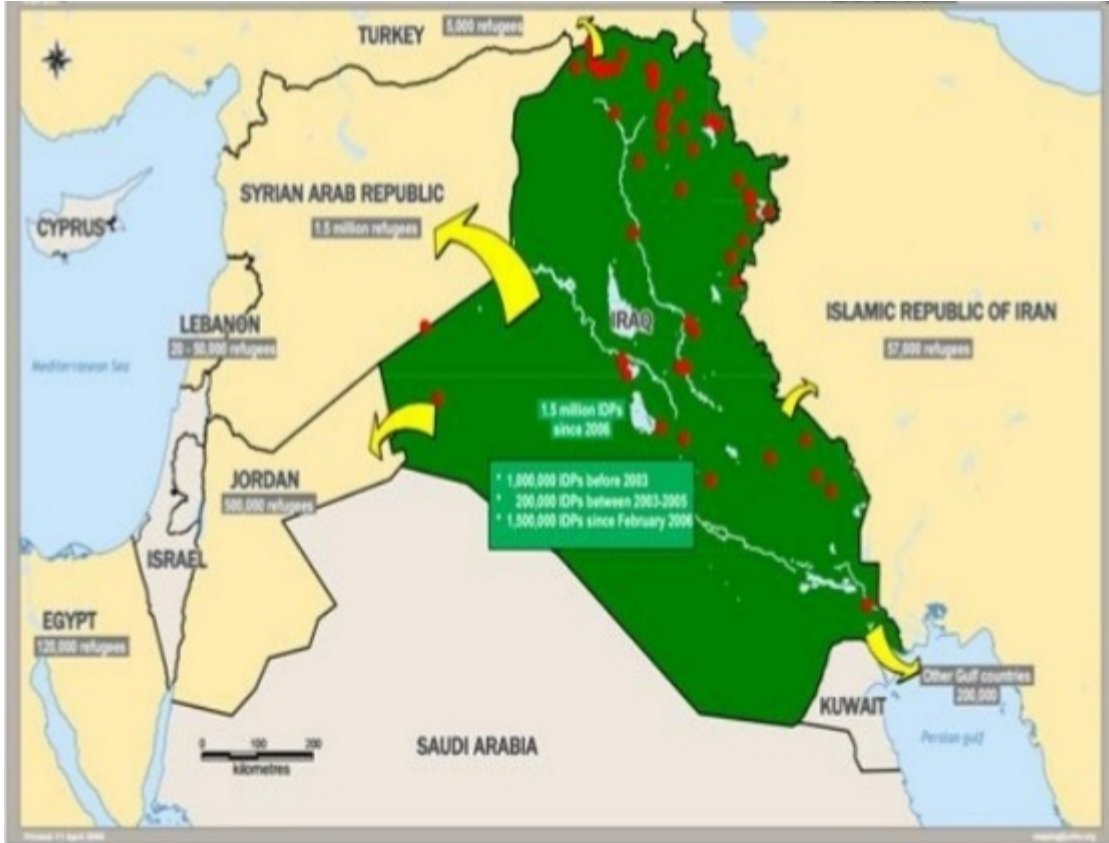 TURKEY
5,000 refugees
SYRIAN ARAB REPUBLIC
1.5 million refugees
CYPRUS
LEBANON
20 - 50,000 refugees
Mediterranean Sea
IRAQ
ISLAMIC REPUBLIC OF IRAN
57,000 refugees
1.5 million IDPs
since 2006
* 1,000,000 IDPs before 2003
* 200,000 IDPs between 2003-2005
* 1,500,000 IDPs since February 2006
JORDAN
500,000 refugees
ISRAEL
EGYPT
120,000 refugees
Other Gulf countries
200,000
KUWAIT
Persian gulf
SAUDI ARABIA
0 100 200
kilometres